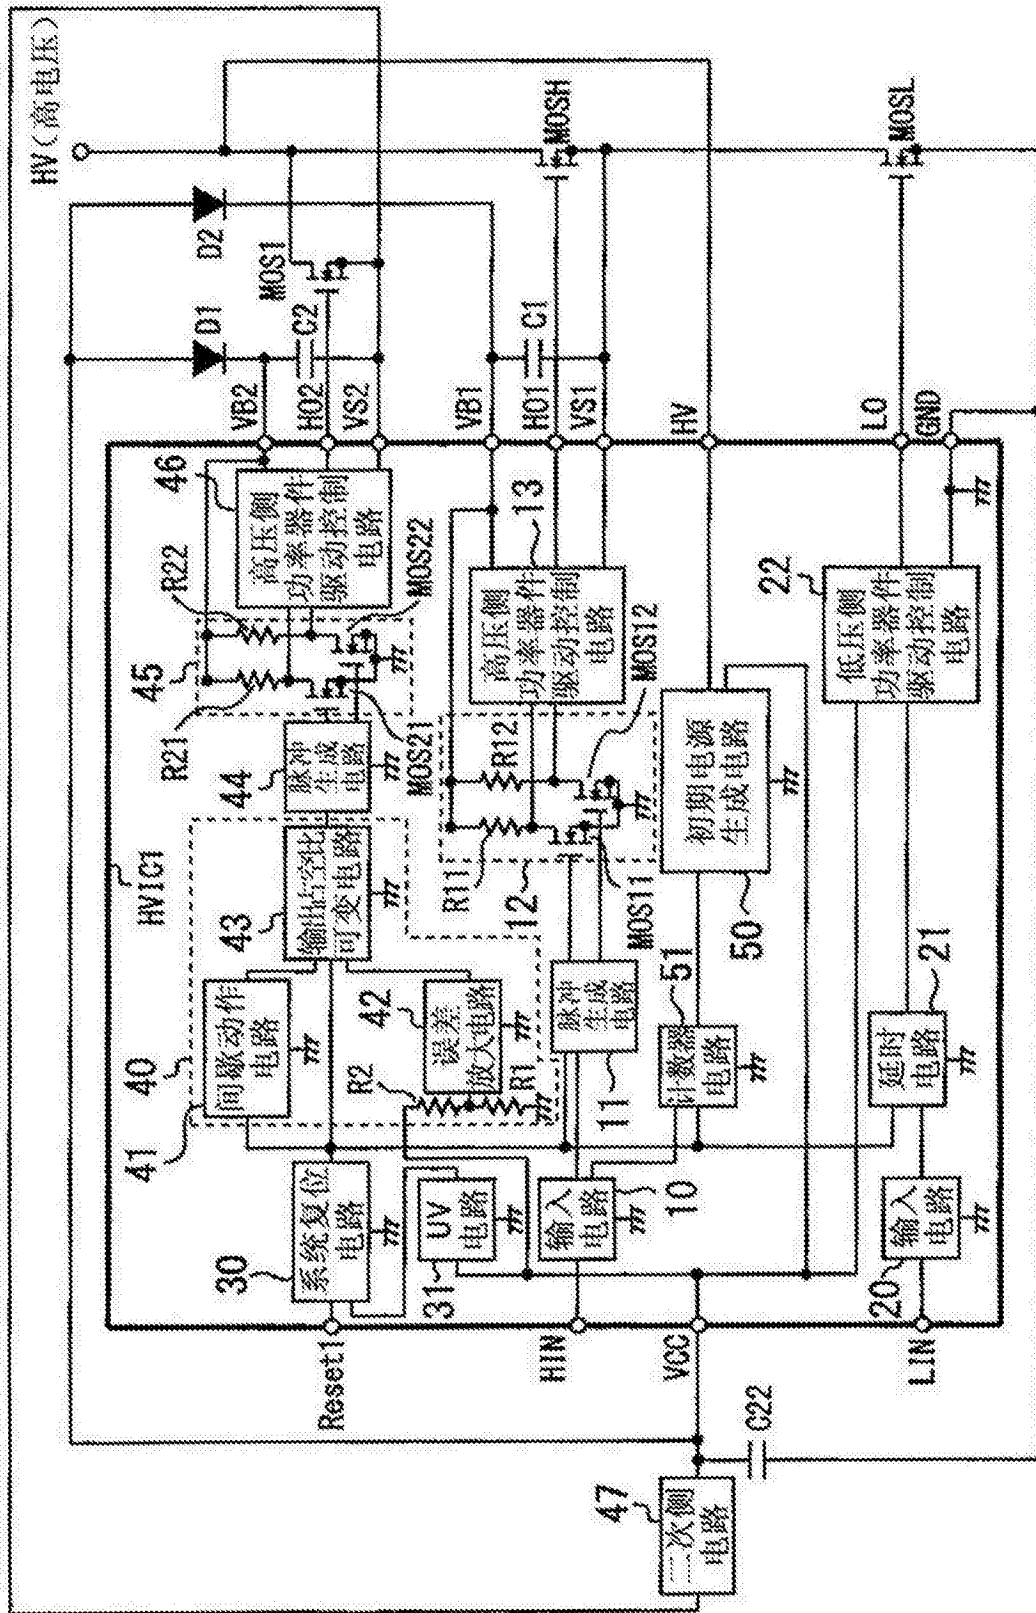 HV(高电压)
D2
D1
MOS1
C2
VB2
HO2
VS2
MOSH
C1
VB1
HO1
VS1
HV
MOSL
LO
GND
HVIC1
46
高压侧
功率器件
驱动控制
电路
R22
MOS22
45
R21
MOS21
44
脉冲
生成
电路
43
输出占空比
可变电路
40
41
间歇动作
电路
42
误差
放大电路
R2
R1
30
系统复位
电路
31
UV
电路
Reset1
13
高压侧
功率器件
驱动控制
电路
MOS12
R12
R11
12
MOS11
脉冲
生成
电路
11
输入
电路
10
HIN
初期电源
生成电路
50
51
计数器
电路
VCC
22
低压侧
功率器件
驱动控制
电路
21
延时
电路
输入
电路
20
LIN
47
二次侧
电路
C22